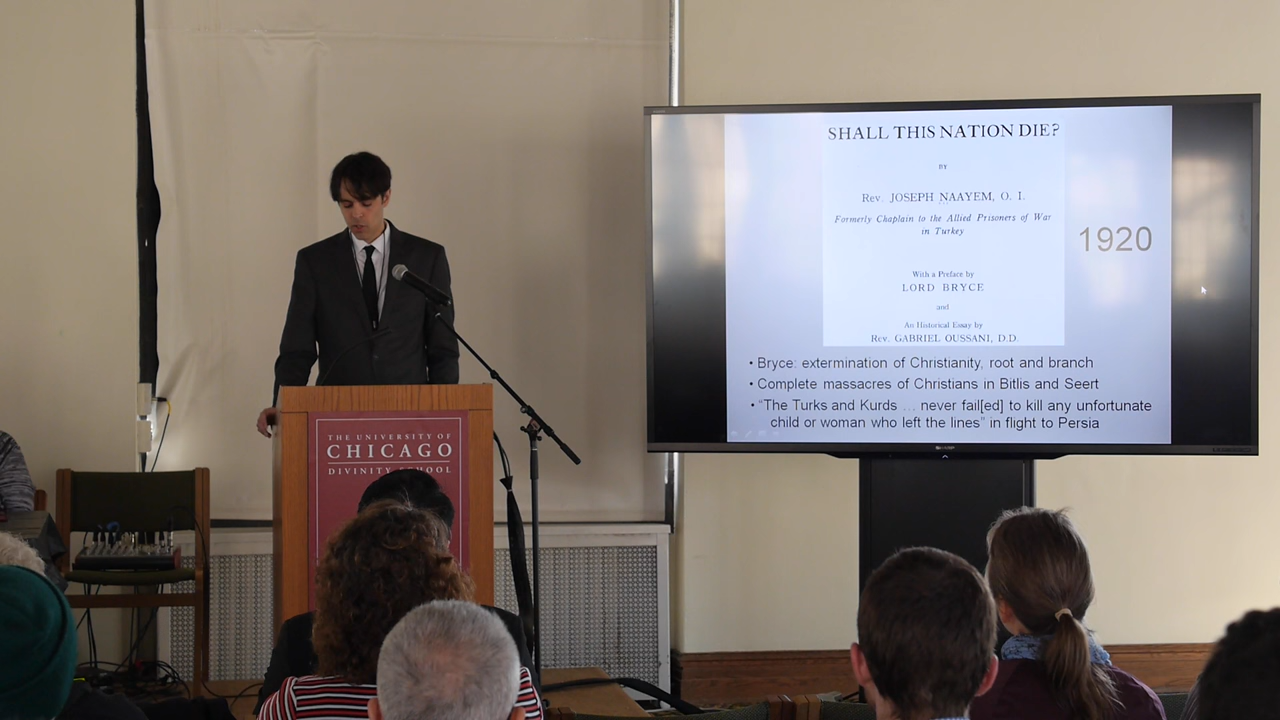 THE UNIVERSITY OF
CHICAGO
DIVINITY SCHOOL
SHALL THIS NATION DIE?
BY
Rev. JOSEPH NAAYEM, O. I.
Formerly Chaplain to the Allied Prisoners of War
in Turkey
With a Preface by
LORD BRYCE
and
An Historical Essay by
Rev. GABRIEL OUSSANI, D.D.
1920
• Bryce: extermination of Christianity, root and branch
• Complete massacres of Christians in Bitlis and Seert
• “The Turks and Kurds … never fail[ed] to kill any unfortunate
child or woman who left the lines” in flight to Persia
SHARP